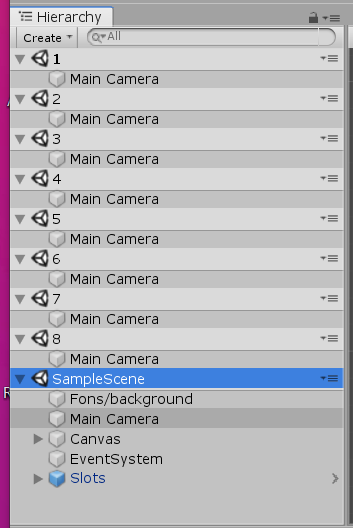 Hierarchy
Create All
1
Main Camera
2
Main Camera
3
Main Camera
4
Main Camera
5
Main Camera
6
Main Camera
7
Main Camera
8
Main Camera
SampleScene
Fons/background
Main Camera
Canvas
EventSystem
Slots